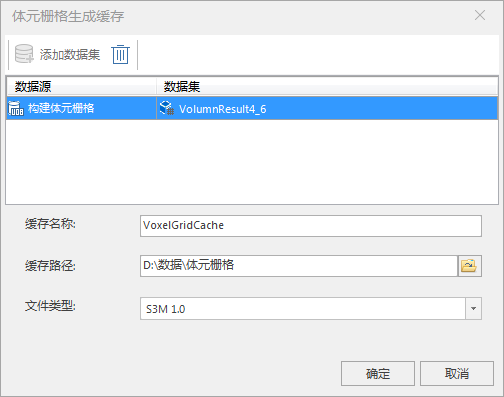 体元栅格生成缓存
添加数据集
数据源 数据集
构建体元栅格 VolumnResult4_6
缓存名称: VoxelGridCache
缓存路径: D:\数据\体元栅格
文件类型: S3M 1.0
确定 取消